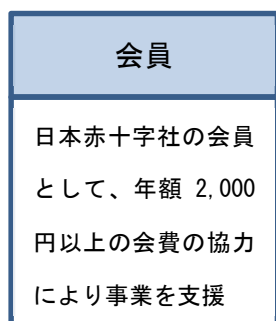 会員
日本赤十字社の会員
として、年額 2,000
円以上の会費の協力
により事業を支援